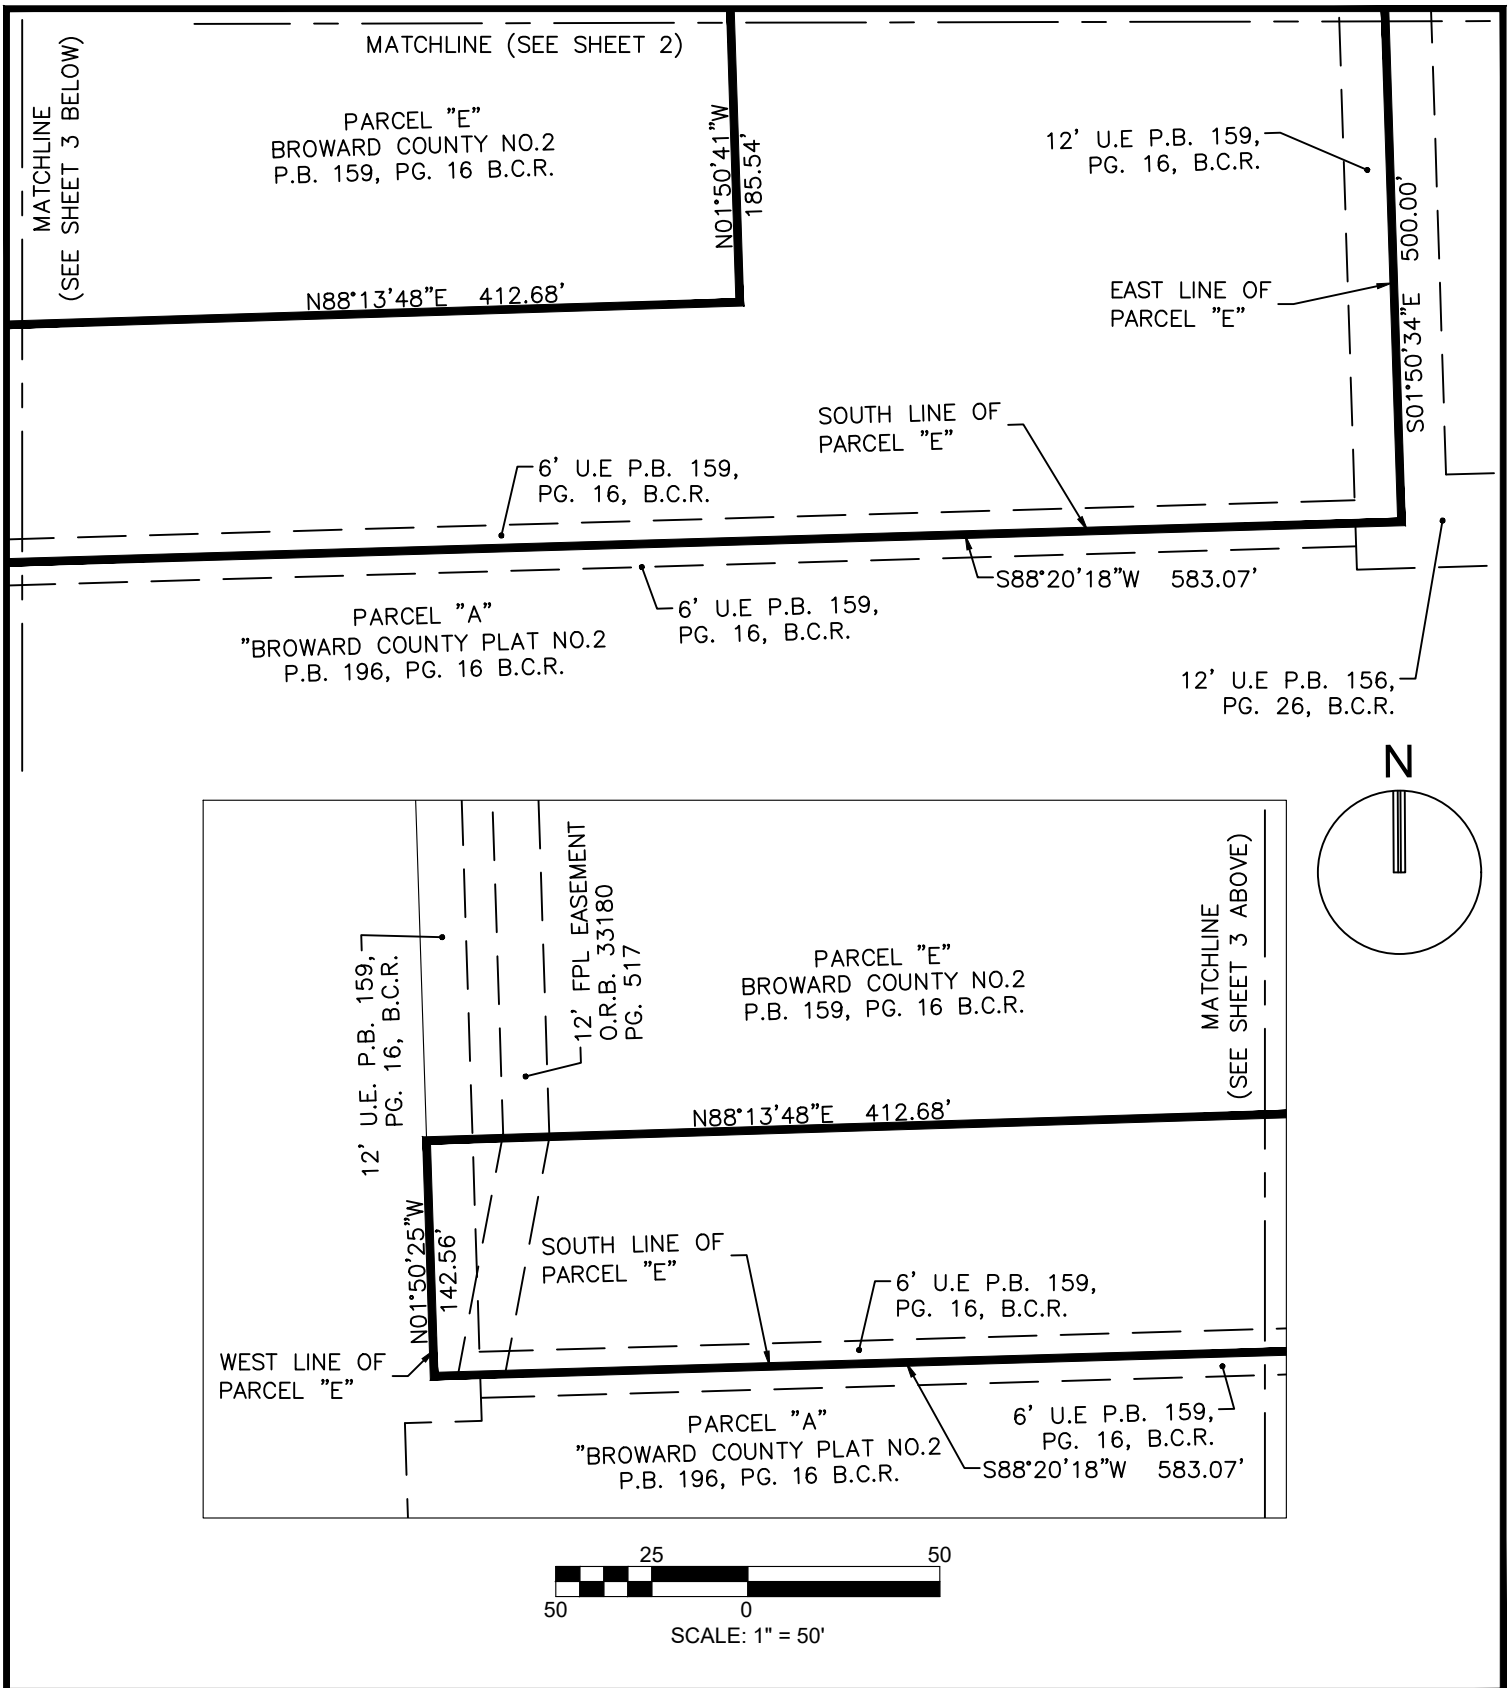 MATCHLINE (SEE SHEET 2)
MATCHLINE
(SEE SHEET 3 BELOW)
PARCEL "E"
BROWARD COUNTY NO.2
P.B. 159, PG. 16 B.C.R.
N01°50'41"W
185.54'
12' U.E P.B. 159,
PG. 16, B.C.R.
N88°13'48"E 412.68'
EAST LINE OF
PARCEL "E"
S01°50'34"E 500.00'
SOUTH LINE OF
PARCEL "E"
6' U.E P.B. 159,
PG. 16, B.C.R.
S88°20'18"W 583.07'
6' U.E P.B. 159,
PG. 16, B.C.R.
PARCEL "A"
"BROWARD COUNTY PLAT NO.2
P.B. 196, PG. 16 B.C.R.
12' U.E P.B. 156,
PG. 26, B.C.R.
N
12' U.E. P.B. 159,
PG. 16, B.C.R.
12' FPL EASEMENT
O.R.B. 33180
PG. 517
PARCEL "E"
BROWARD COUNTY NO.2
P.B. 159, PG. 16 B.C.R.
MATCHLINE
(SEE SHEET 3 ABOVE)
N88°13'48"E 412.68'
N01°50'25"W
142.56'
SOUTH LINE OF
PARCEL "E"
6' U.E P.B. 159,
PG. 16, B.C.R.
WEST LINE OF
PARCEL "E"
PARCEL "A"
"BROWARD COUNTY PLAT NO.2
P.B. 196, PG. 16 B.C.R.
6' U.E P.B. 159,
PG. 16, B.C.R.
S88°20'18"W 583.07'
25 50
50 0
SCALE: 1" = 50'